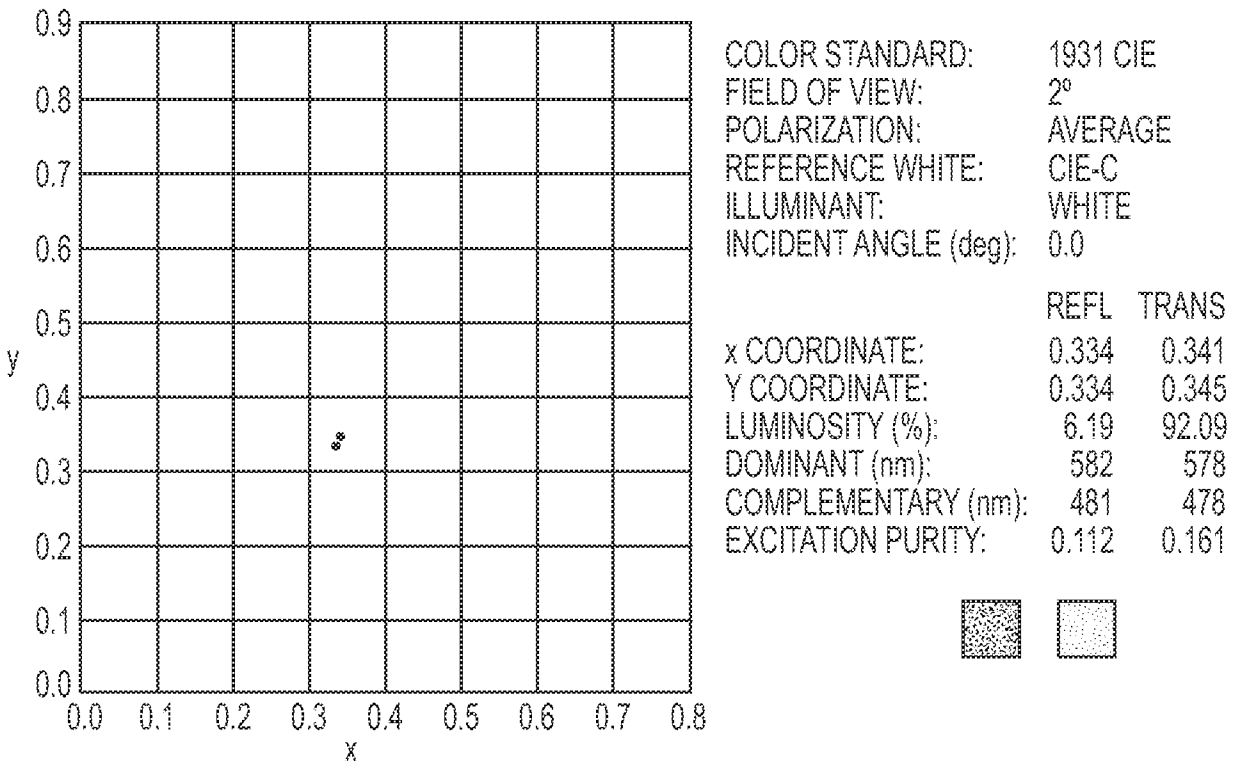 0.9
0.8
0.7
0.6
0.5
y
0.4
0.3
0.2
0.1
0.0
0.0 0.1 0.2 0.3 0.4 0.5 0.6 0.7 0.8
x
COLOR STANDARD: 1931 CIE
FIELD OF VIEW: 2º
POLARIZATION: AVERAGE
REFERENCE WHITE: CIE-C
ILLUMINANT: WHITE
INCIDENT ANGLE (deg): 0.0
REFL TRANS
x COORDINATE: 0.334 0.341
Y COORDINATE: 0.334 0.345
LUMINOSITY (%): 6.19 92.09
DOMINANT (nm): 582 578
COMPLEMENTARY (nm): 481 478
EXCITATION PURITY: 0.112 0.161